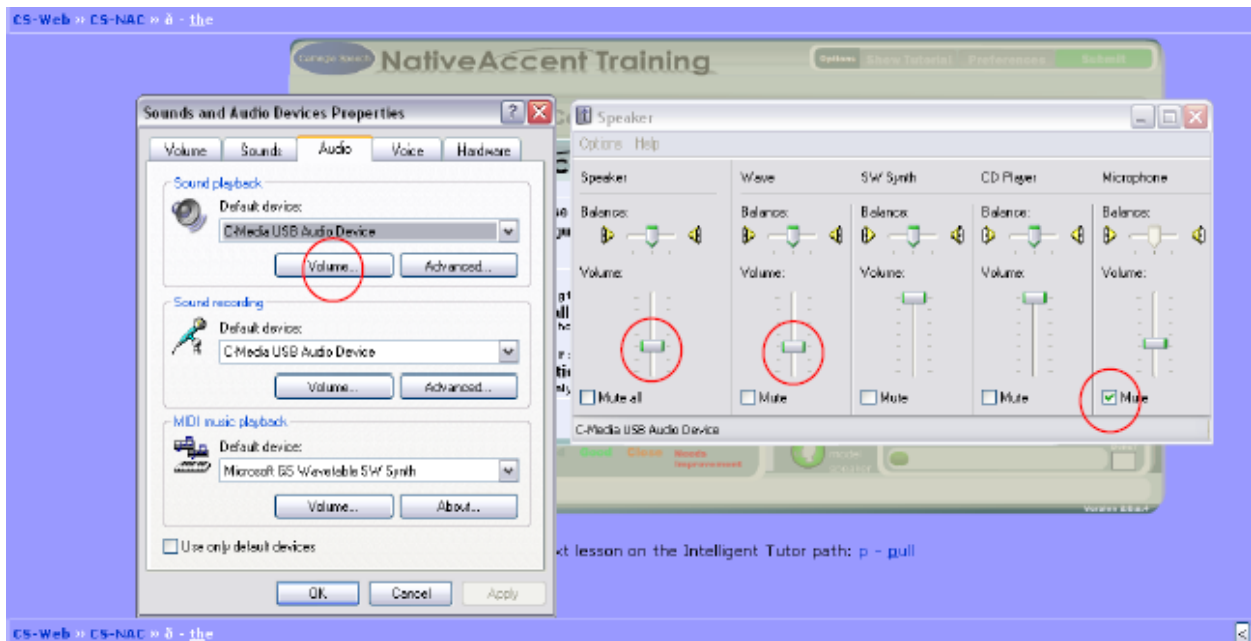 CS-Web » CS-NAC » ð - the
Carnegie Speech
NativeAccent Training
Options
Show Tutorial
Preferences
Submit
Sounds and Audio Devices Properties
Volume
Sounds
Audio
Voice
Hardware
Sound playback
Default device:
C-Media USB Audio Device
Volume...
Advanced...
Sound recording
Default device:
C-Media USB Audio Device
Volume...
Advanced...
MIDI music playback
Default device:
Microsoft GS Wavetable SW Synth
Volume...
About...
Use only default devices
OK
Cancel
Apply
Speaker
Options Help
Speaker
Wave
SW Synth
CD Player
Microphone
Balance:
Balance:
Balance:
Balance:
Balance:
Volume:
Volume:
Volume:
Volume:
Volume:
Mute all
Mute
Mute
Mute
Mute
C-Media USB Audio Device
Good
Close
Needs
Improvement
lesson on the Intelligent Tutor path: p - pull
CS-Web » CS-NAC » ð - the